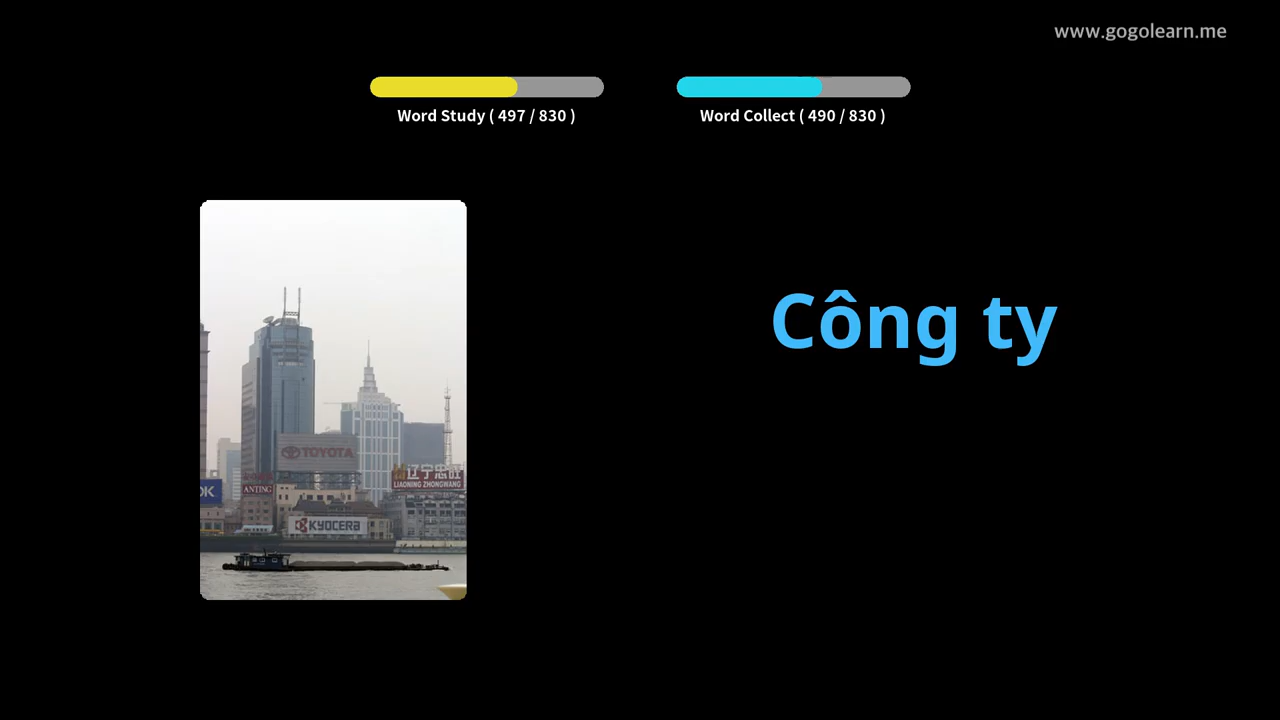 www.gogolearn.me
Word Study ( 497 / 830 )
Word Collect ( 490 / 830 )
Công ty
TOYOTA
辽宁忠旺
LIAONING ZHONGWANG
OK
ANTING
KYOCERA